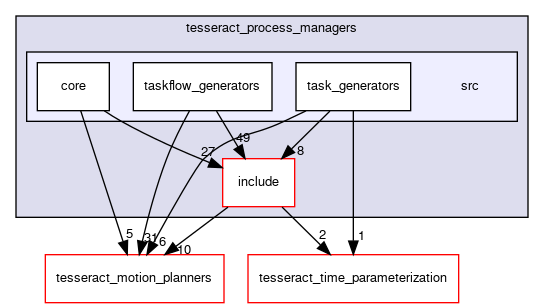 tesseract_process_managers
core
taskflow_generators
task_generators
src
27
49
8
include
5
31
6
10
2
1
tesseract_motion_planners
tesseract_time_parameterization